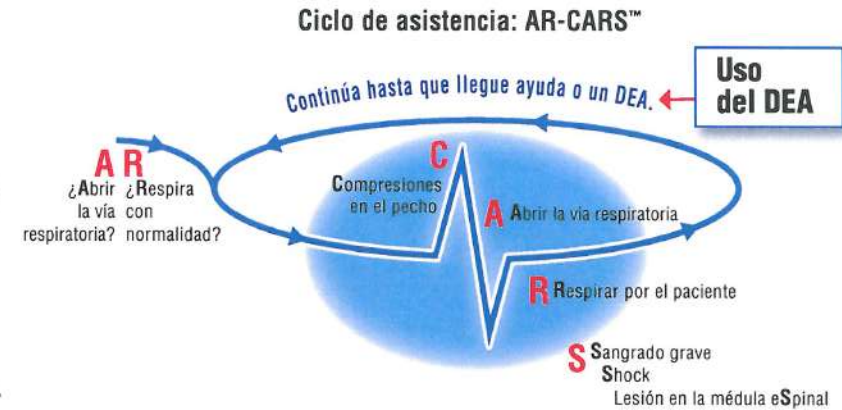 Ciclo de asistencia: AR-CARS™
Continúa hasta que llegue ayuda o un DEA.
Uso
del DEA
A R
¿Abrir ¿Respira
la vía con
respiratoria? normalidad?
C
Compresiones
en el pecho
A Abrir la vía respiratoria
R Respirar por el paciente
S Sangrado grave
Shock
Lesión en la médula eSpinal